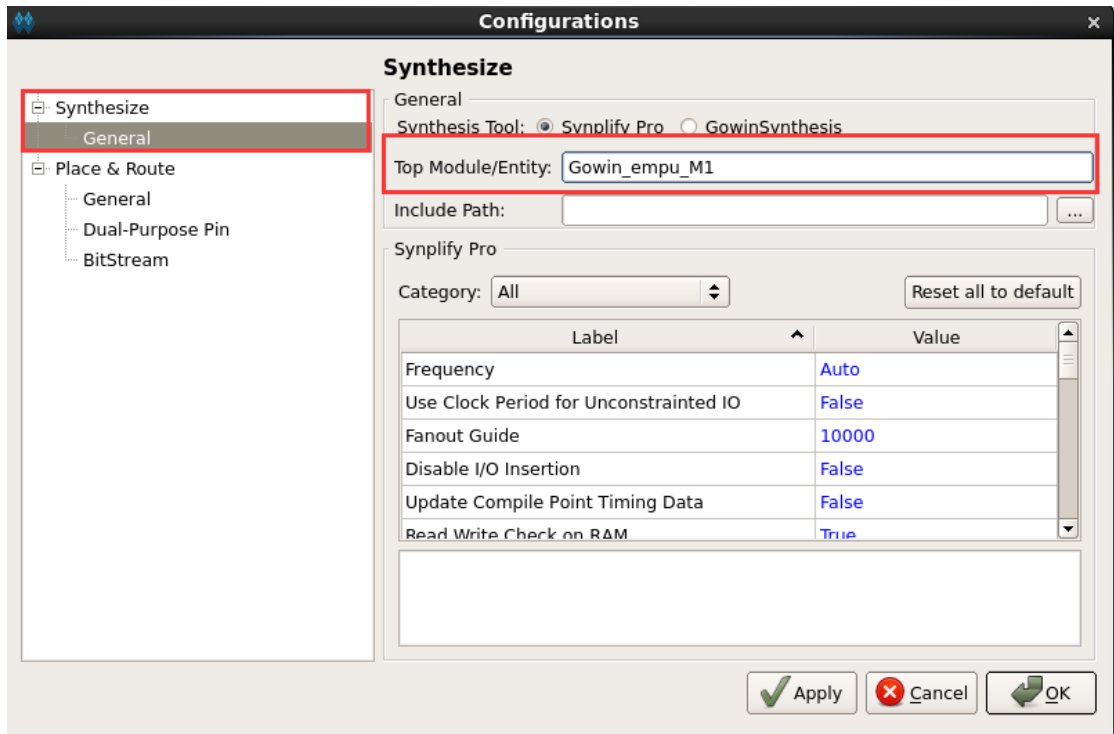 Configurations
Synthesize
Synthesize
General
Place & Route
General
Dual-Purpose Pin
BitStream
General
Synthesis Tool: Synplify Pro GowinSynthesis
Top Module/Entity: Gowin_empu_M1
Include Path: ...
Synplify Pro
Category: All Reset all to default
Label Value
Frequency Auto
Use Clock Period for Unconstrainted IO False
Fanout Guide 10000
Disable I/O Insertion False
Update Compile Point Timing Data False
Read Write Check on RAM True
Apply Cancel OK